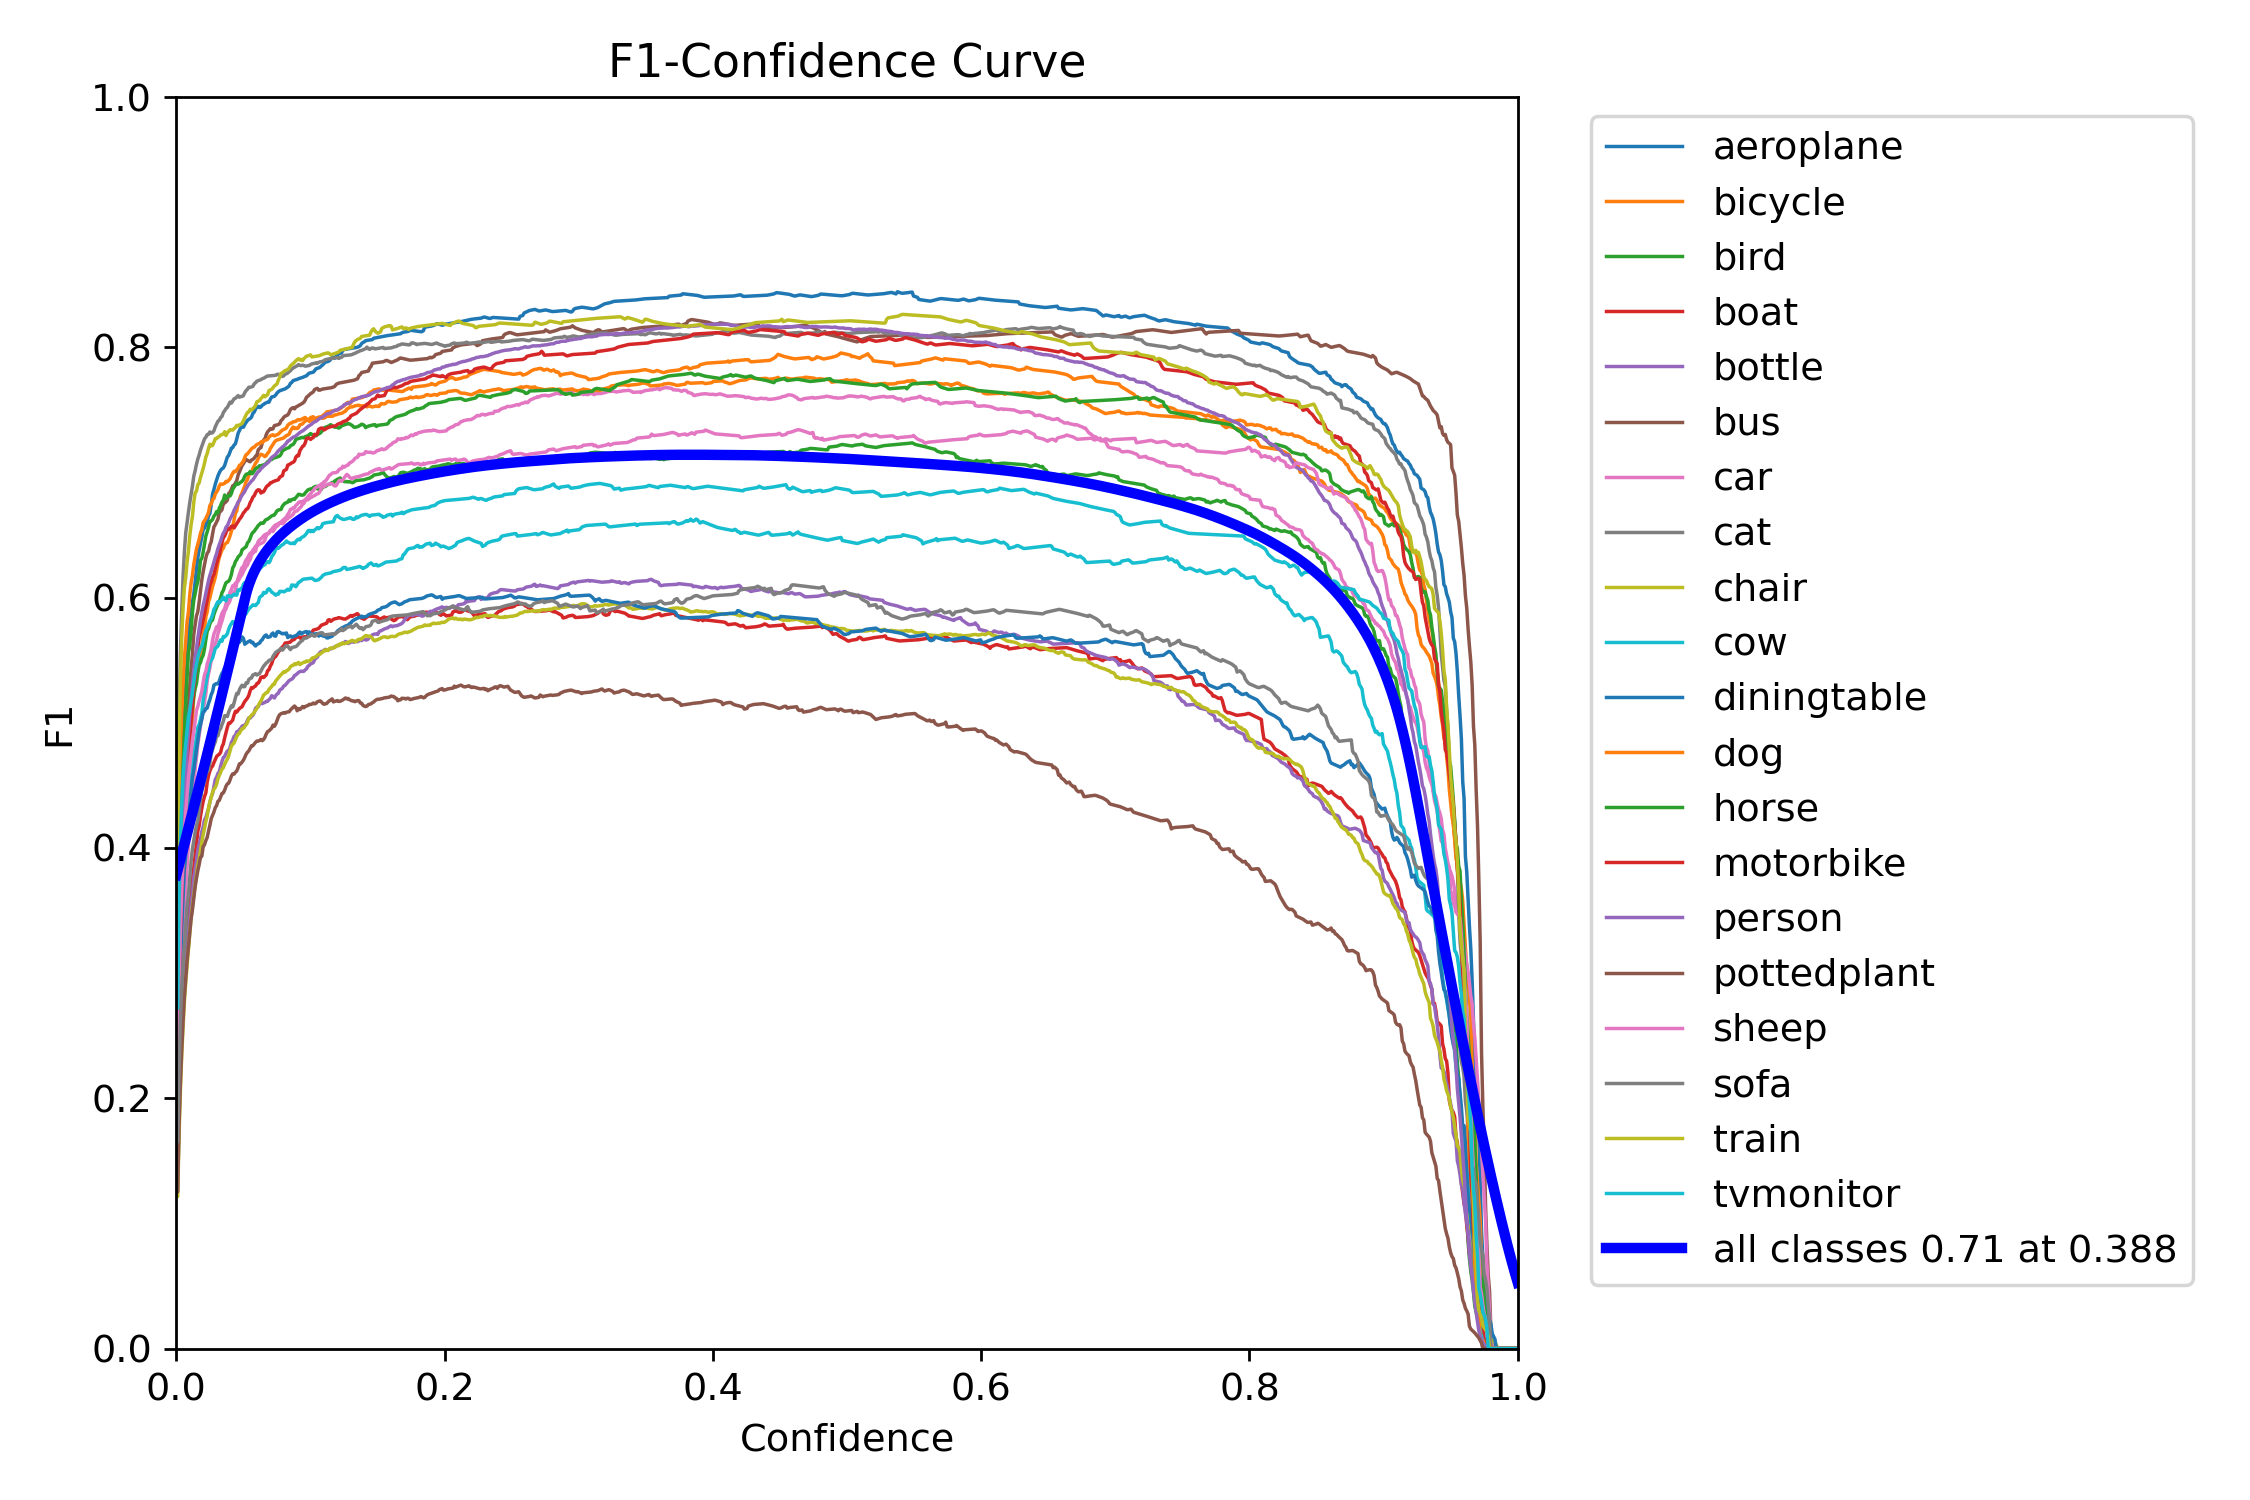 F1-Confidence Curve
1.0
0.8
0.6
0.4
0.2
0.0
F1
0.0 0.2 0.4 0.6 0.8 1.0
Confidence
aeroplane
bicycle
bird
boat
bottle
bus
car
cat
chair
cow
diningtable
dog
horse
motorbike
person
pottedplant
sheep
sofa
train
tvmonitor
all classes 0.71 at 0.388